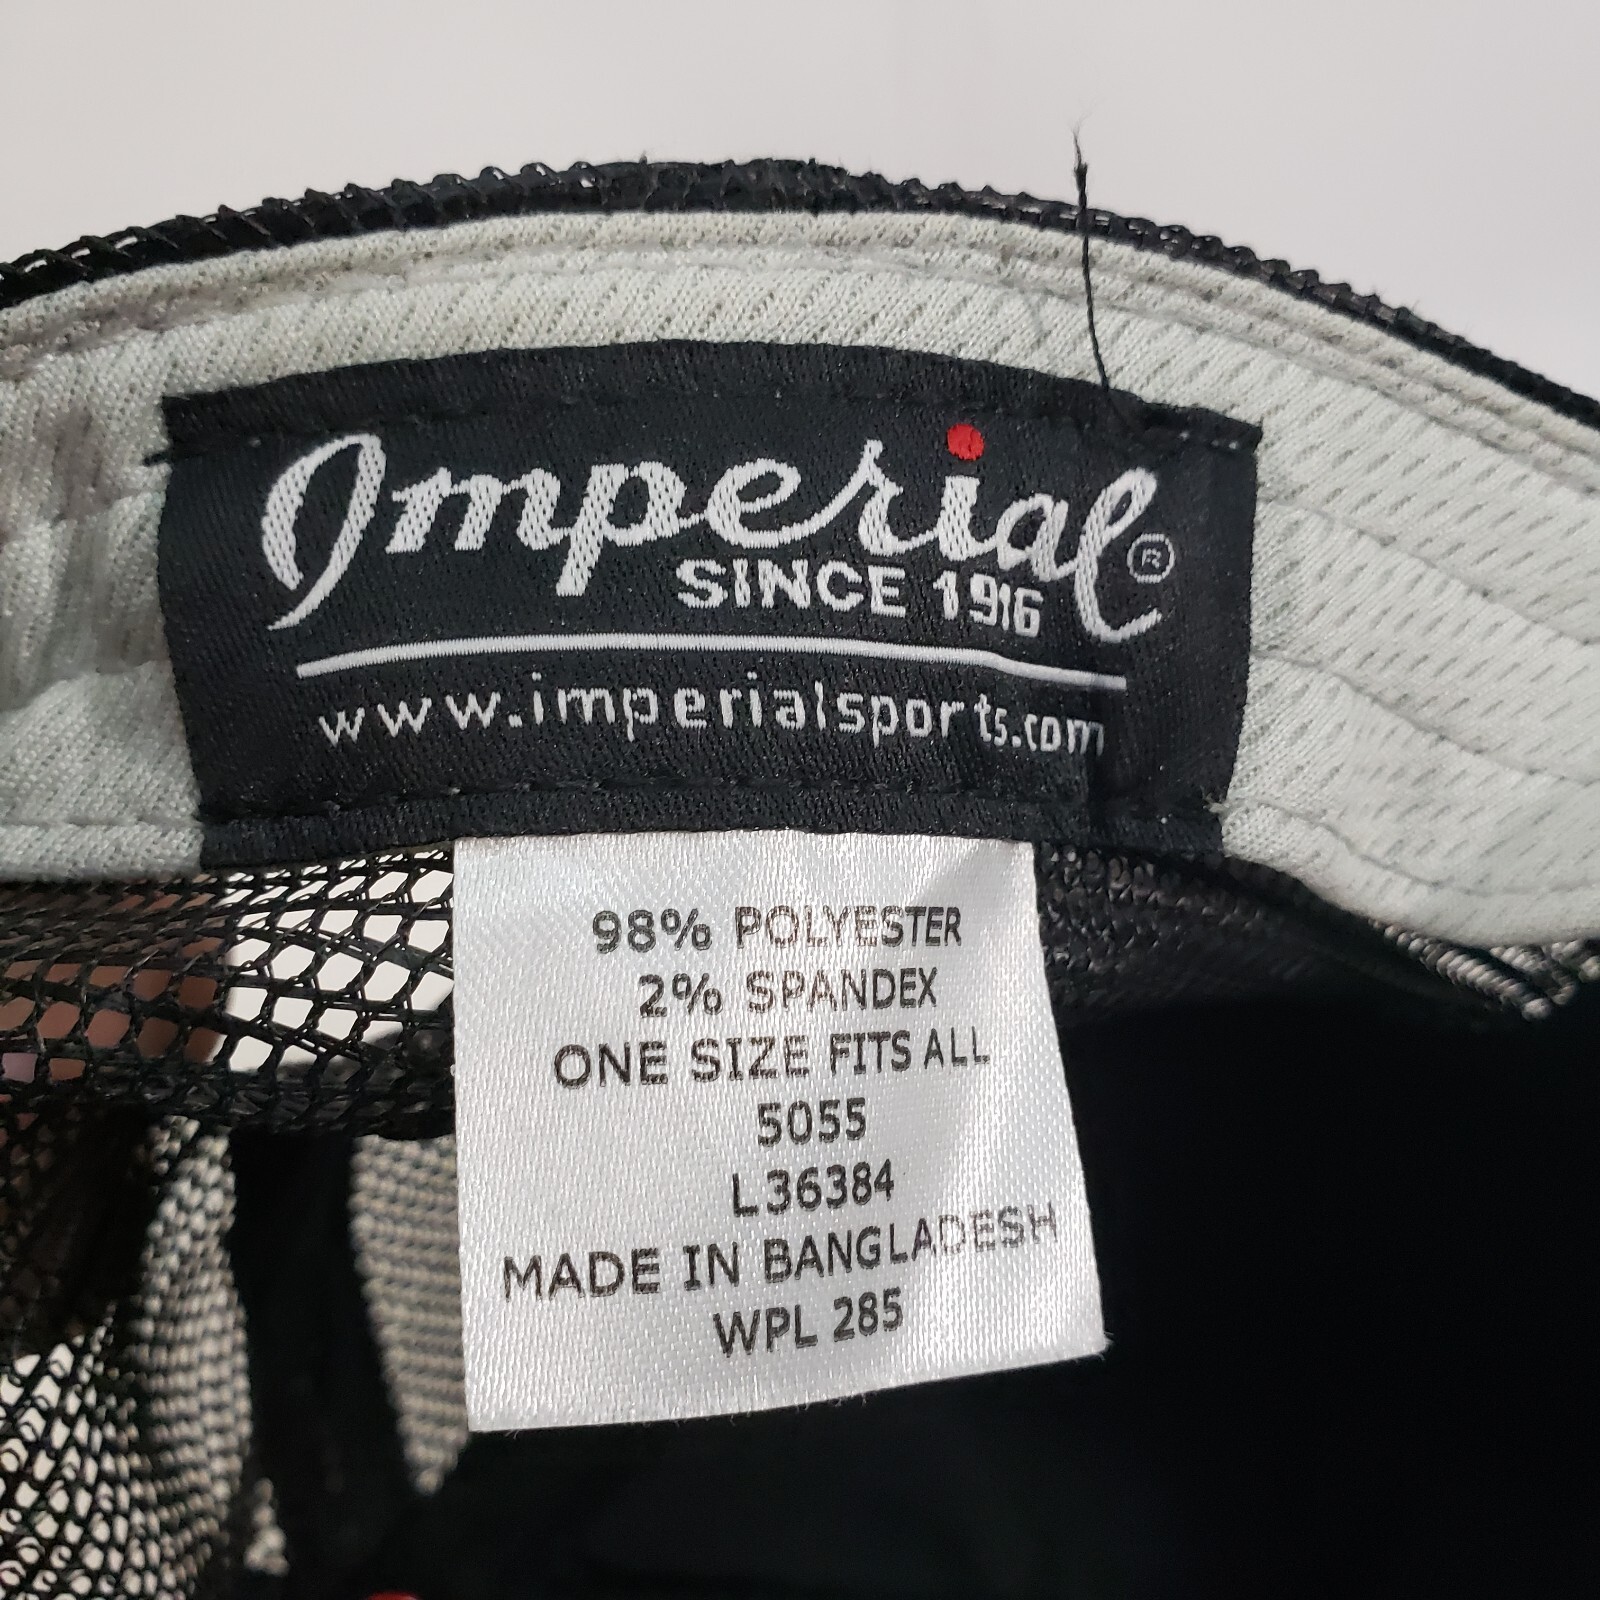 Imperial®
SINCE 1916
www.imperialsports.com
98% POLYESTER
2% SPANDEX
ONE SIZE FITS ALL
5055
L36384
MADE IN BANGLADESH
WPL 285